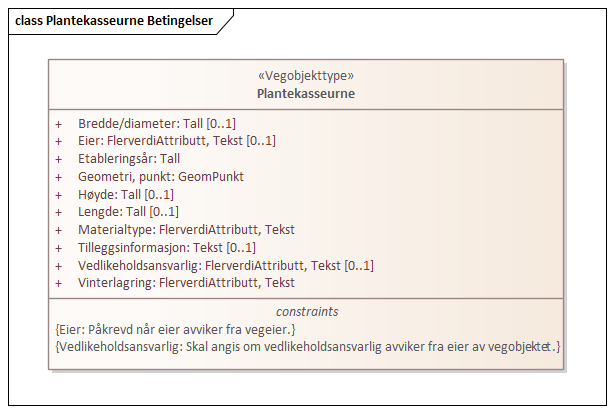 class Plantekasseurne Betingelser
«Vegobjekttype»
Plantekasseurne
+ Bredde/diameter: Tall [0..1]
+ Eier: FlerverdiAttributt, Tekst [0..1]
+ Etableringsår: Tall
+ Geometri, punkt: GeomPunkt
+ Høyde: Tall [0..1]
+ Lengde: Tall [0..1]
+ Materialtype: FlerverdiAttributt, Tekst
+ Tilleggsinformasjon: Tekst [0..1]
+ Vedlikeholdsansvarlig: FlerverdiAttributt, Tekst [0..1]
+ Vinterlagring: FlerverdiAttributt, Tekst
constraints
{Eier: Påkrevd når eier avviker fra vegeier.}
{Vedlikeholdsansvarlig: Skal angis om vedlikeholdsansvarlig avviker fra eier av vegobjektet.}